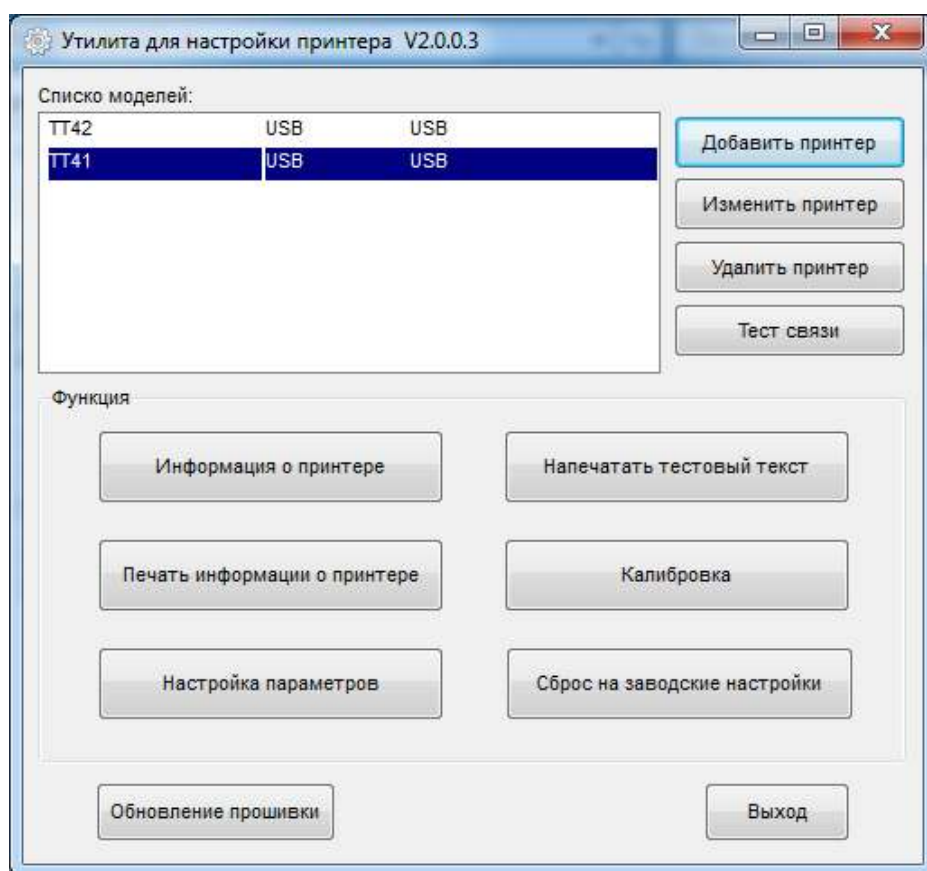 Утилита для настройки принтера V2.0.0.3
Списко моделей:
TT42 USB USB
TT41 USB USB
Добавить принтер
Изменить принтер
Удалить принтер
Тест связи
Функция
Информация о принтере
Напечатать тестовый текст
Печать информации о принтере
Калибровка
Настройка параметров
Сброс на заводские настройки
Обновление прошивки
Выход